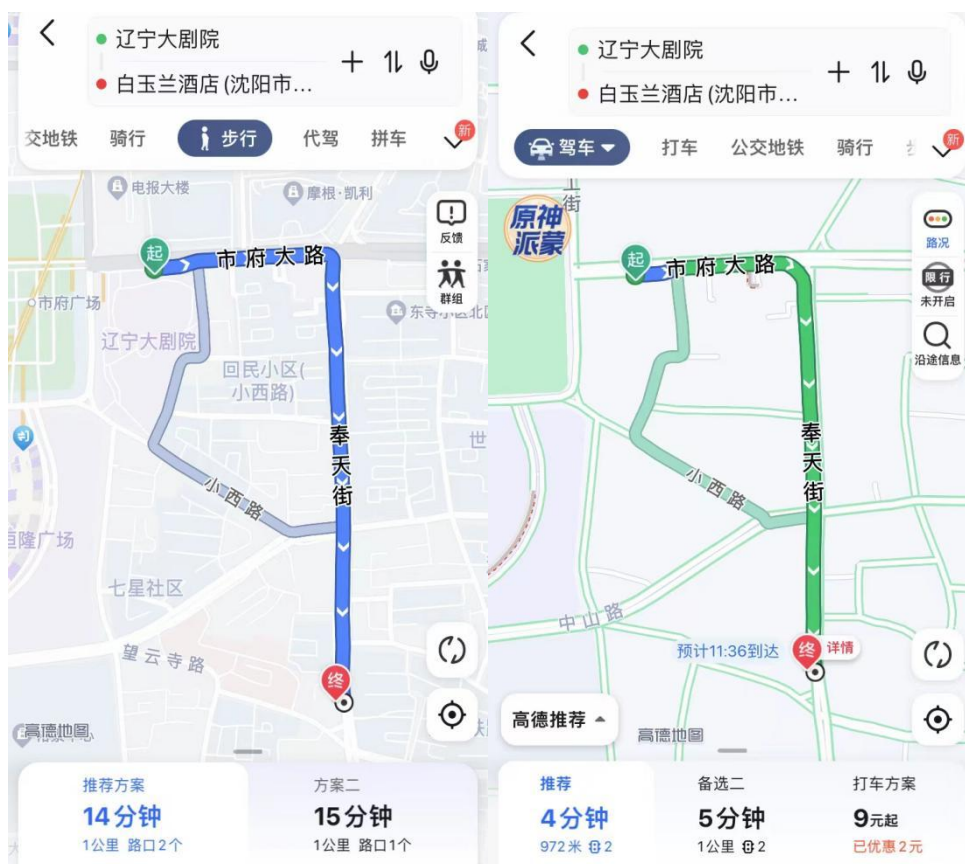 辽宁大剧院
白玉兰酒店(沈阳市...
交地铁 骑行 步行 代驾 拼车 新
电报大楼
摩根·凯利
反馈
起
市府大路
群组
市府广场
辽宁大剧院
回民小区(
小西路)
奉天街
小西路
七星社区
望云寺路
终
高德地图
推荐方案
14分钟
1公里 路口2个
方案二
15分钟
1公里 路口1个
辽宁大剧院
白玉兰酒店(沈阳市...
驾车 打车 公交地铁 骑行 新
原神
派蒙
路况
起
市府大路
限行
未开启
沿途信息
奉天街
小西路
中山路
预计11:36到达
终
详情
高德推荐
高德地图
推荐
4分钟
972米 2
备选二
5分钟
1公里 2
打车方案
9元起
已优惠2元